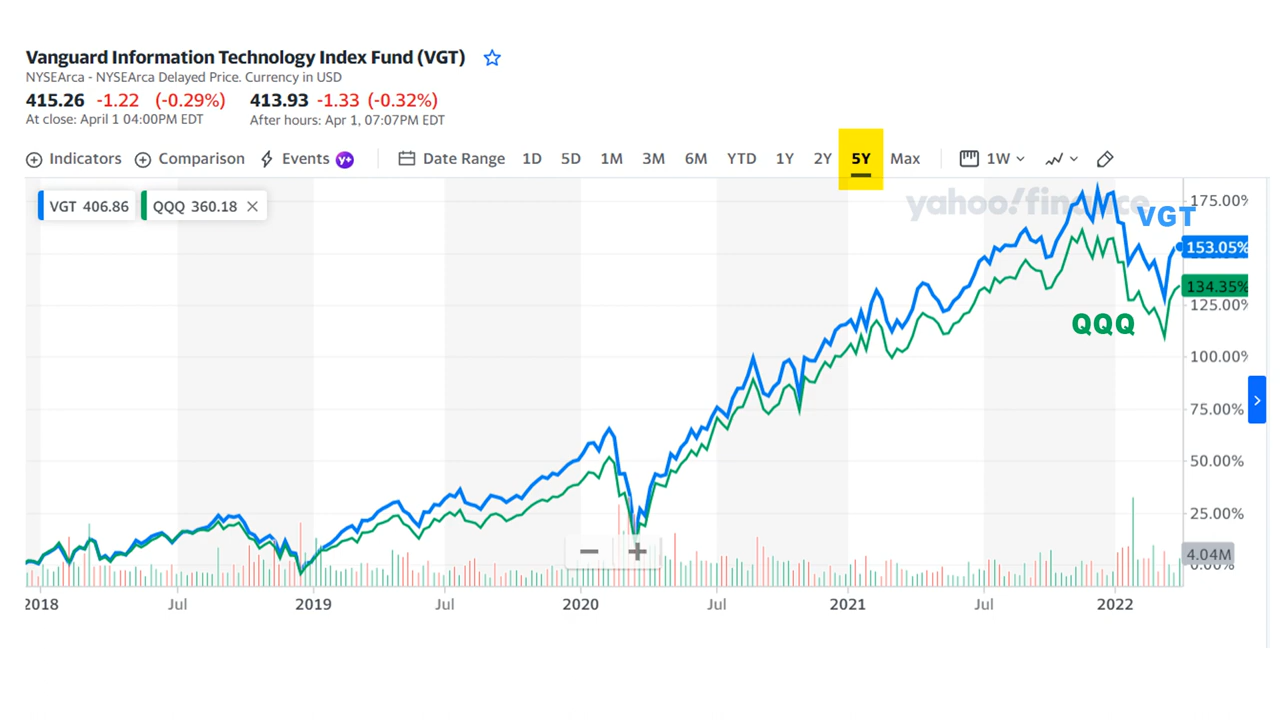 Vanguard Information Technology Index Fund (VGT)
NYSEArca - NYSEArca Delayed Price. Currency in USD
415.26 -1.22 (-0.29%) 413.93 -1.33 (-0.32%)
At close: April 1 04:00PM EDT After hours: Apr 1, 07:07PM EDT
Indicators Comparison Events y+ Date Range 1D 5D 1M 3M 6M YTD 1Y 2Y 5Y Max 1W
VGT 406.86 QQQ 360.18
yahoo!finance
175.00%
VGT
153.05%
134.35%
125.00%
QQQ
100.00%
75.00%
50.00%
25.00%
4.04M
0.00%
2018 Jul 2019 Jul 2020 Jul 2021 Jul 2022